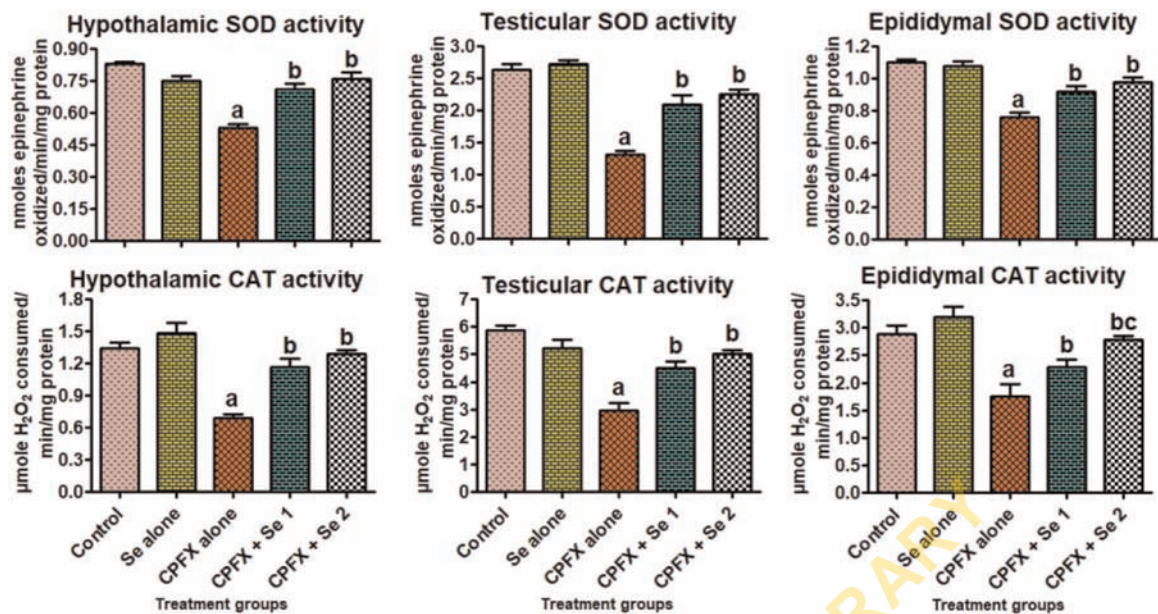 Hypothalamic SOD activity
nmoles epinephrine
oxidized/min/mg protein
0.90
0.75
0.60
0.45
0.30
0.15
0.00
a
b
b
Testicular SOD activity
nmoles epinephrine
oxidized/min/mg protein
3.0
2.5
2.0
1.5
1.0
0.5
0.0
a
b
b
Epididymal SOD activity
nmoles epinephrine
oxidized/min/mg protein
1.2
1.0
0.8
0.6
0.4
0.2
0.0
a
b
b
Hypothalamic CAT activity
µmole H₂O₂ consumed/
min/mg protein
1.8
1.5
1.2
0.9
0.6
0.3
0.0
a
b
b
Control
Se alone
CPFX alone
CPFX + Se 1
CPFX + Se 2
Treatment groups
Testicular CAT activity
µmole H₂O₂ consumed/
min/mg protein
7
6
5
4
3
2
1
0
a
b
b
Control
Se alone
CPFX alone
CPFX + Se 1
CPFX + Se 2
Treatment groups
Epididymal CAT activity
µmole H₂O₂ consumed/
min/mg protein
3.5
3.0
2.5
2.0
1.5
1.0
0.5
0.0
a
b
bc
Control
Se alone
CPFX alone
CPFX + Se 1
CPFX + Se 2
Treatment groups